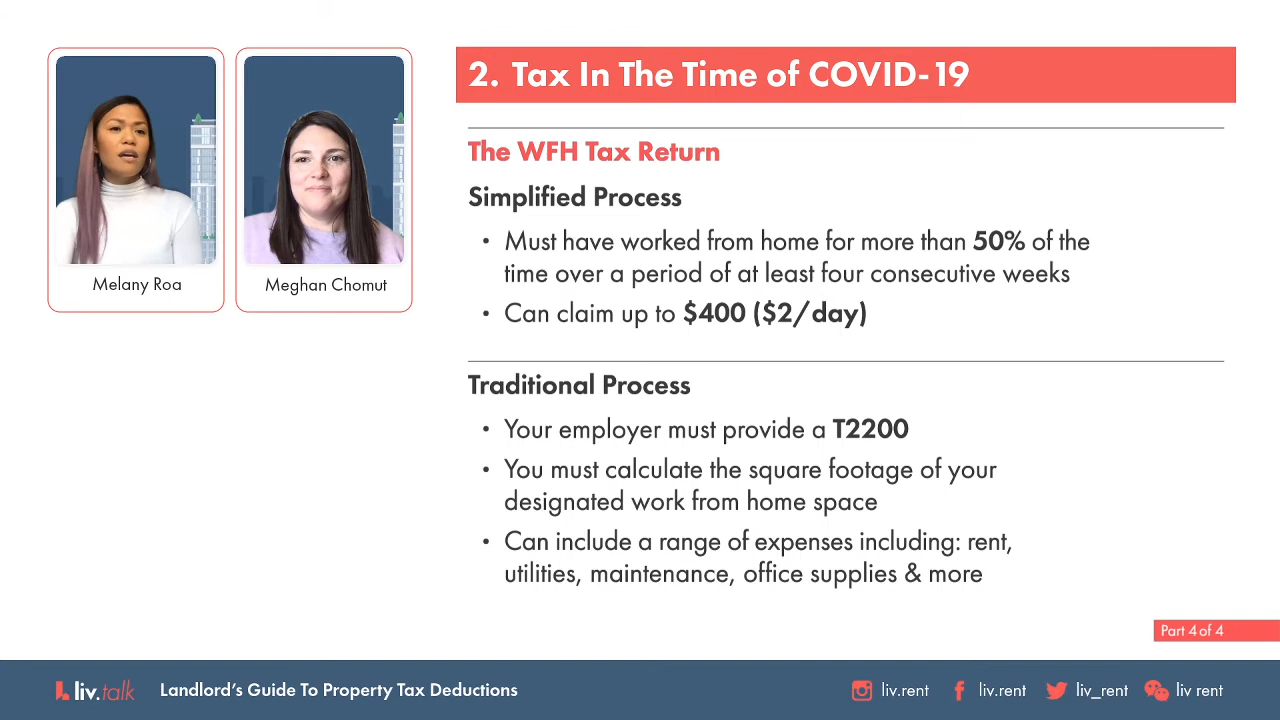 Melany Roa
Meghan Chomut
2. Tax In The Time of COVID-19
The WFH Tax Return
Simplified Process
• Must have worked from home for more than 50% of the
time over a period of at least four consecutive weeks
• Can claim up to $400 ($2/day)
Traditional Process
• Your employer must provide a T2200
• You must calculate the square footage of your
designated work from home space
• Can include a range of expenses including: rent,
utilities, maintenance, office supplies & more
Part 4 of 4
liv.talk
Landlord's Guide To Property Tax Deductions
liv.rent
liv.rent
liv_rent
liv rent